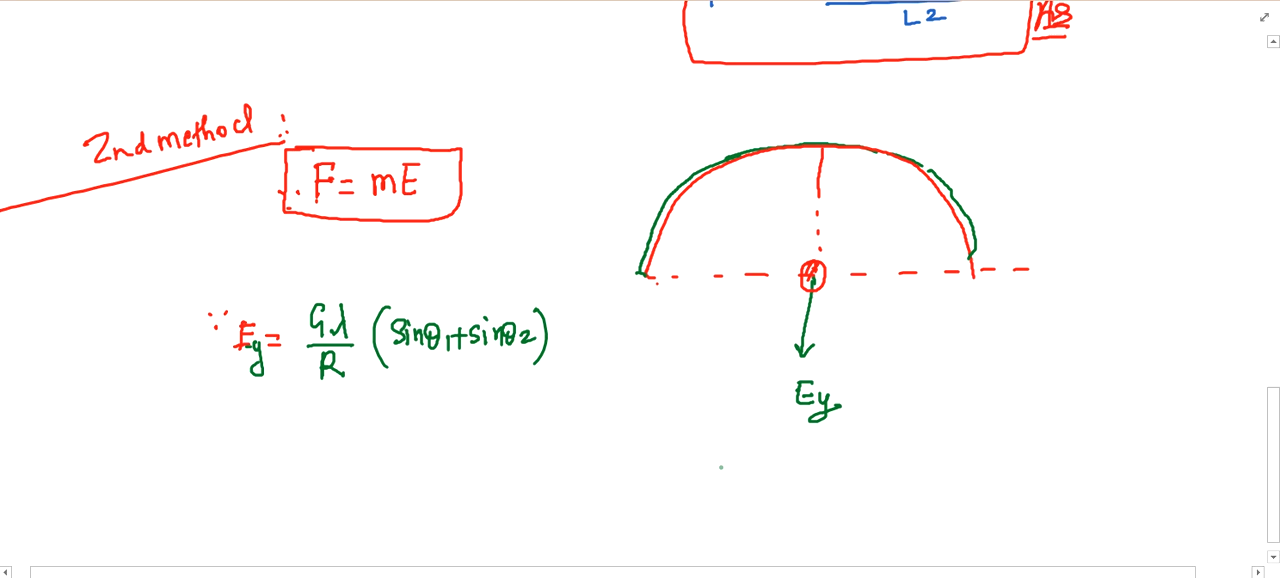 L2
2nd method :
F = mE
∵ Ey = Gλ/R (sinθ1+sinθ2)
Ey